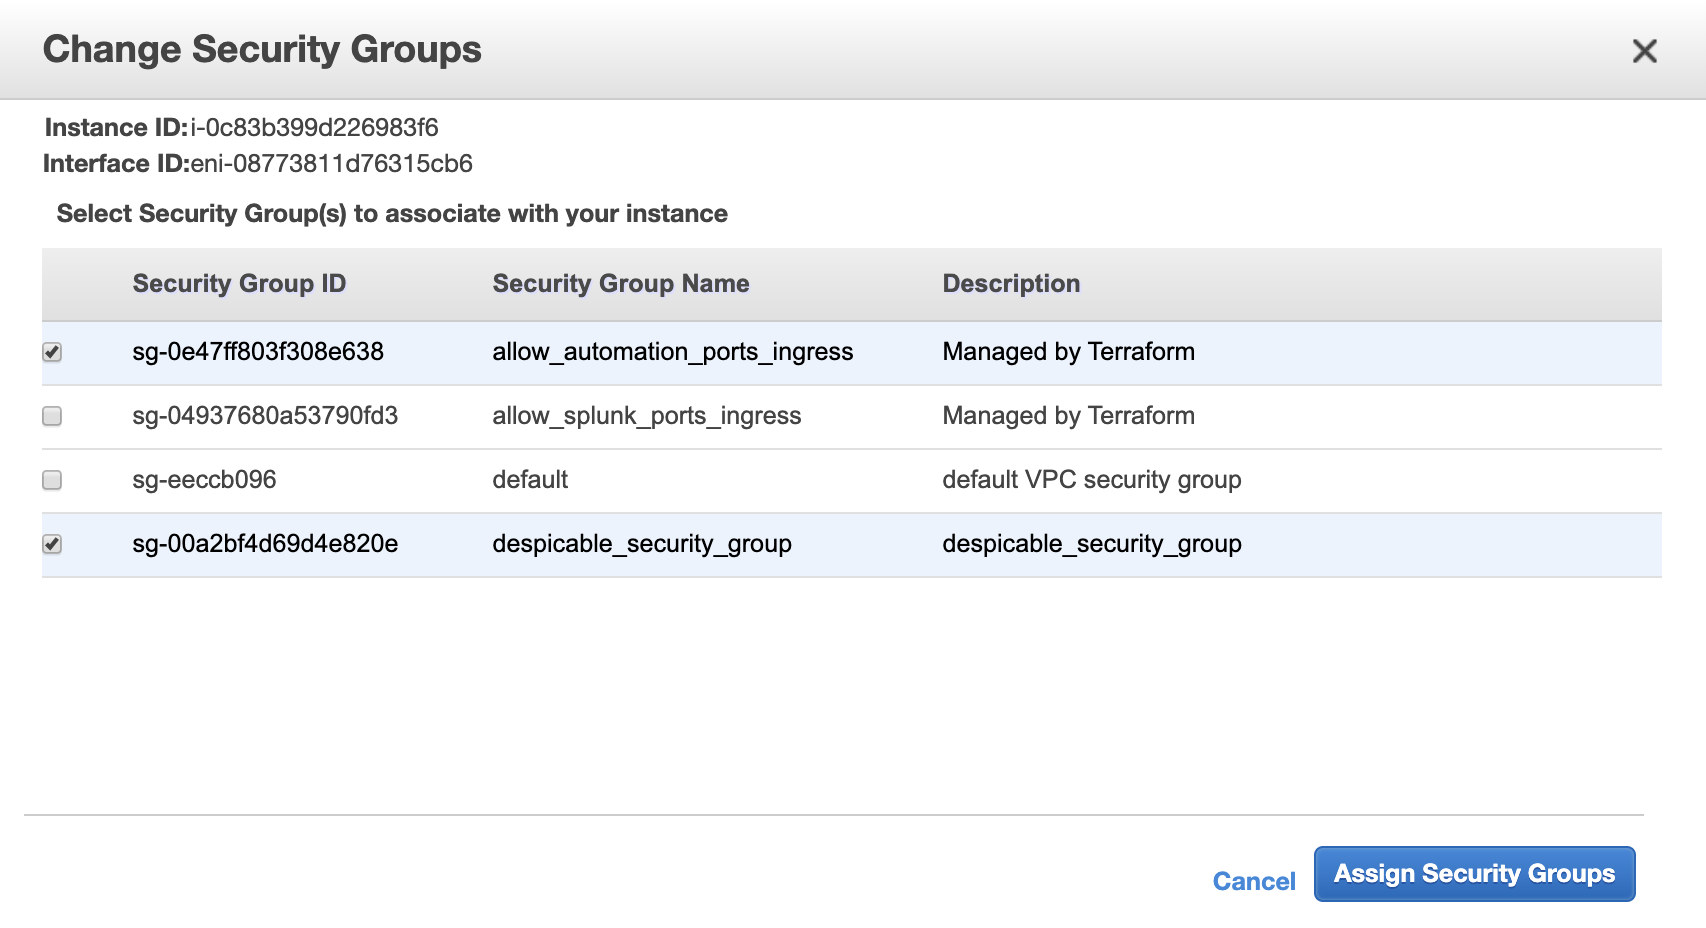 Change Security Groups
Instance ID:i-0c83b399d226983f6
Interface ID:eni-08773811d76315cb6
Select Security Group(s) to associate with your instance
Security Group ID Security Group Name Description
sg-0e47ff803f308e638 allow_automation_ports_ingress Managed by Terraform
sg-04937680a53790fd3 allow_splunk_ports_ingress Managed by Terraform
sg-eeccb096 default default VPC security group
sg-00a2bf4d69d4e820e despicable_security_group despicable_security_group
Cancel Assign Security Groups